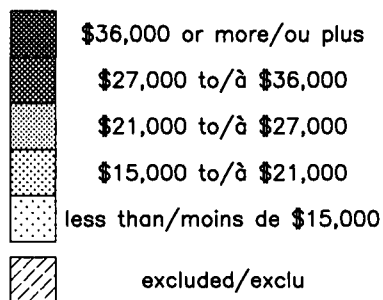 $36,000 or more/ou plus
$27,000 to/à $36,000
$21,000 to/à $27,000
$15,000 to/à $21,000
less than/moins de $15,000
excluded/exclu